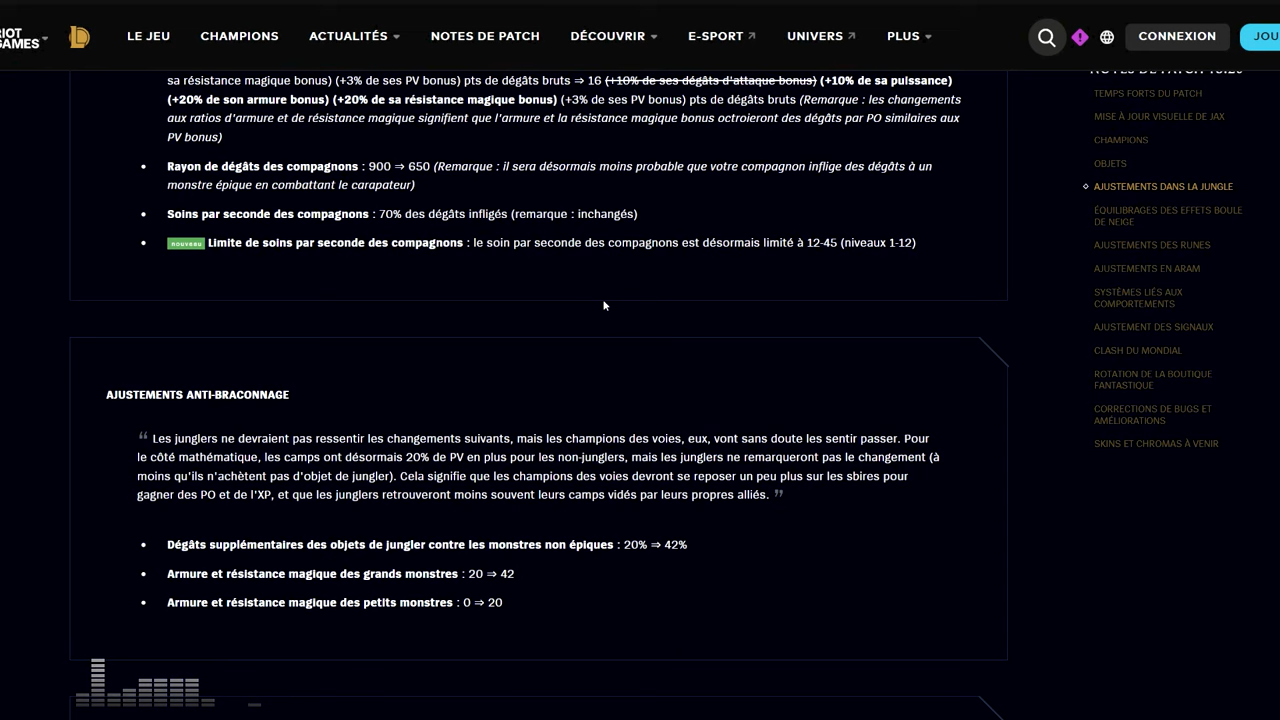 RIOT
GAMES
LE JEU
CHAMPIONS
ACTUALITÉS
NOTES DE PATCH
DÉCOUVRIR
E-SPORT
UNIVERS
PLUS
CONNEXION
JOU
sa résistance magique bonus) (+3% de ses PV bonus) pts de dégâts bruts ⇒ 16 (+10% de ses dégâts d'attaque bonus) (+10% de sa puissance)
(+20% de son armure bonus) (+20% de sa résistance magique bonus) (+3% de ses PV bonus) pts de dégâts bruts (Remarque : les changements
aux ratios d'armure et de résistance magique signifient que l'armure et la résistance magique bonus octroieront des dégâts par PO similaires aux
PV bonus)
• Rayon de dégâts des compagnons : 900 ⇒ 650 (Remarque : il sera désormais moins probable que votre compagnon inflige des dégâts à un
monstre épique en combattant le carapateur)
• Soins par seconde des compagnons : 70% des dégâts infligés (remarque : inchangés)
• nouveau Limite de soins par seconde des compagnons : le soin par seconde des compagnons est désormais limité à 12-45 (niveaux 1-12)
AJUSTEMENTS ANTI-BRACONNAGE
“ Les junglers ne devraient pas ressentir les changements suivants, mais les champions des voies, eux, vont sans doute les sentir passer. Pour
le côté mathématique, les camps ont désormais 20% de PV en plus pour les non-junglers, mais les junglers ne remarqueront pas le changement (à
moins qu'ils n'achètent pas d'objet de jungler). Cela signifie que les champions des voies devront se reposer un peu plus sur les sbires pour
gagner des PO et de l'XP, et que les junglers retrouveront moins souvent leurs camps vidés par leurs propres alliés. ”
• Dégâts supplémentaires des objets de jungler contre les monstres non épiques : 20% ⇒ 42%
• Armure et résistance magique des grands monstres : 20 ⇒ 42
• Armure et résistance magique des petits monstres : 0 ⇒ 20
NOTES DE PATCH
TEMPS FORTS DU PATCH
MISE À JOUR VISUELLE DE JAX
CHAMPIONS
OBJETS
AJUSTEMENTS DANS LA JUNGLE
ÉQUILIBRAGES DES EFFETS BOULE
DE NEIGE
AJUSTEMENTS DES RUNES
AJUSTEMENTS EN ARAM
SYSTÈMES LIÉS AUX
COMPORTEMENTS
AJUSTEMENT DES SIGNAUX
CLASH DU MONDIAL
ROTATION DE LA BOUTIQUE
FANTASTIQUE
CORRECTIONS DE BUGS ET
AMÉLIORATIONS
SKINS ET CHROMAS À VENIR